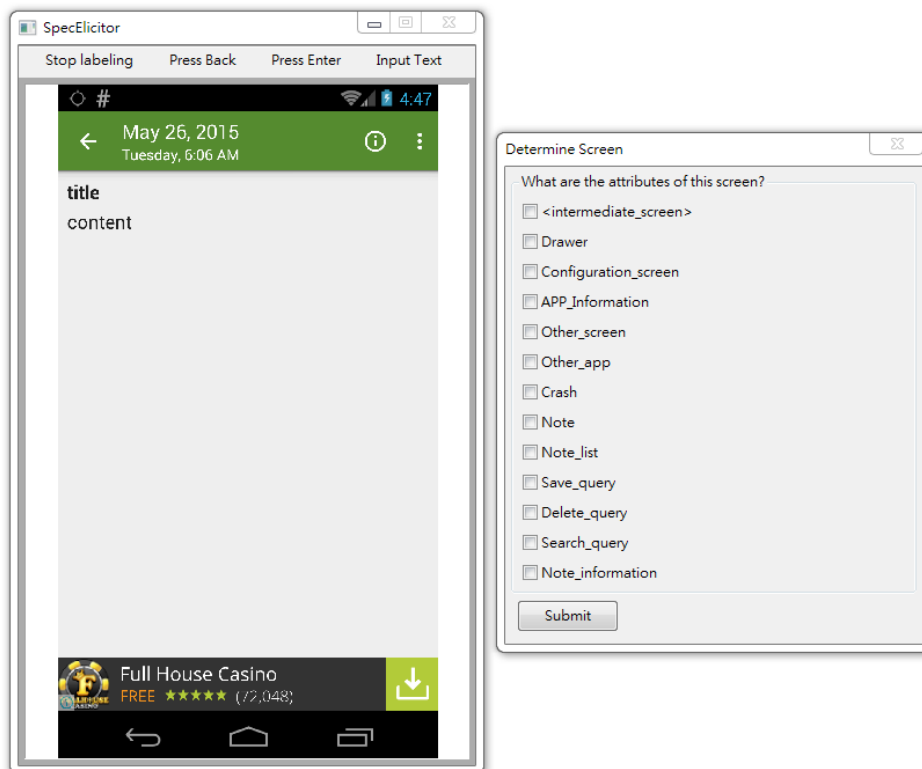 SpecElicitor
Stop labeling Press Back Press Enter Input Text
# 4:47
May 26, 2015
Tuesday, 6:06 AM
title
content
Full House Casino
FREE ★★★★★ (72,048)
Determine Screen
What are the attributes of this screen?
<intermediate_screen>
Drawer
Configuration_screen
APP_Information
Other_screen
Other_app
Crash
Note
Note_list
Save_query
Delete_query
Search_query
Note_information
Submit